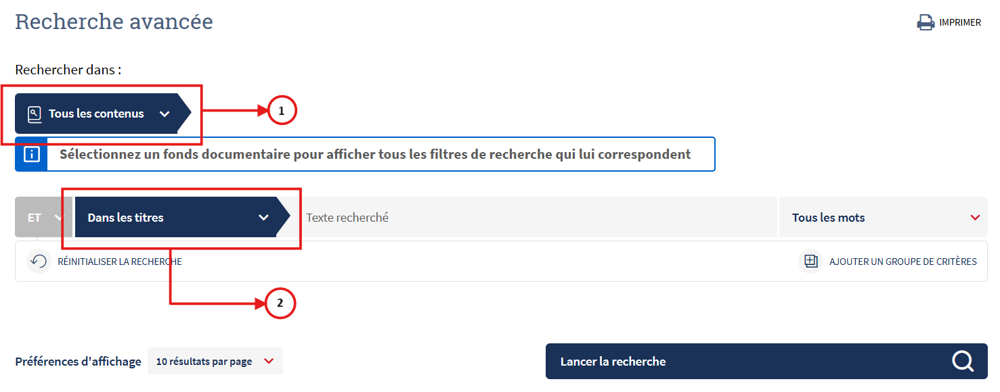 Recherche avancée
IMPRIMER
Rechercher dans :
Tous les contenus
1
Sélectionnez un fonds documentaire pour afficher tous les filtres de recherche qui lui correspondent
ET
Dans les titres
Texte recherché
Tous les mots
RÉINITIALISER LA RECHERCHE
AJOUTER UN GROUPE DE CRITÈRES
2
Préférences d'affichage
10 résultats par page
Lancer la recherche